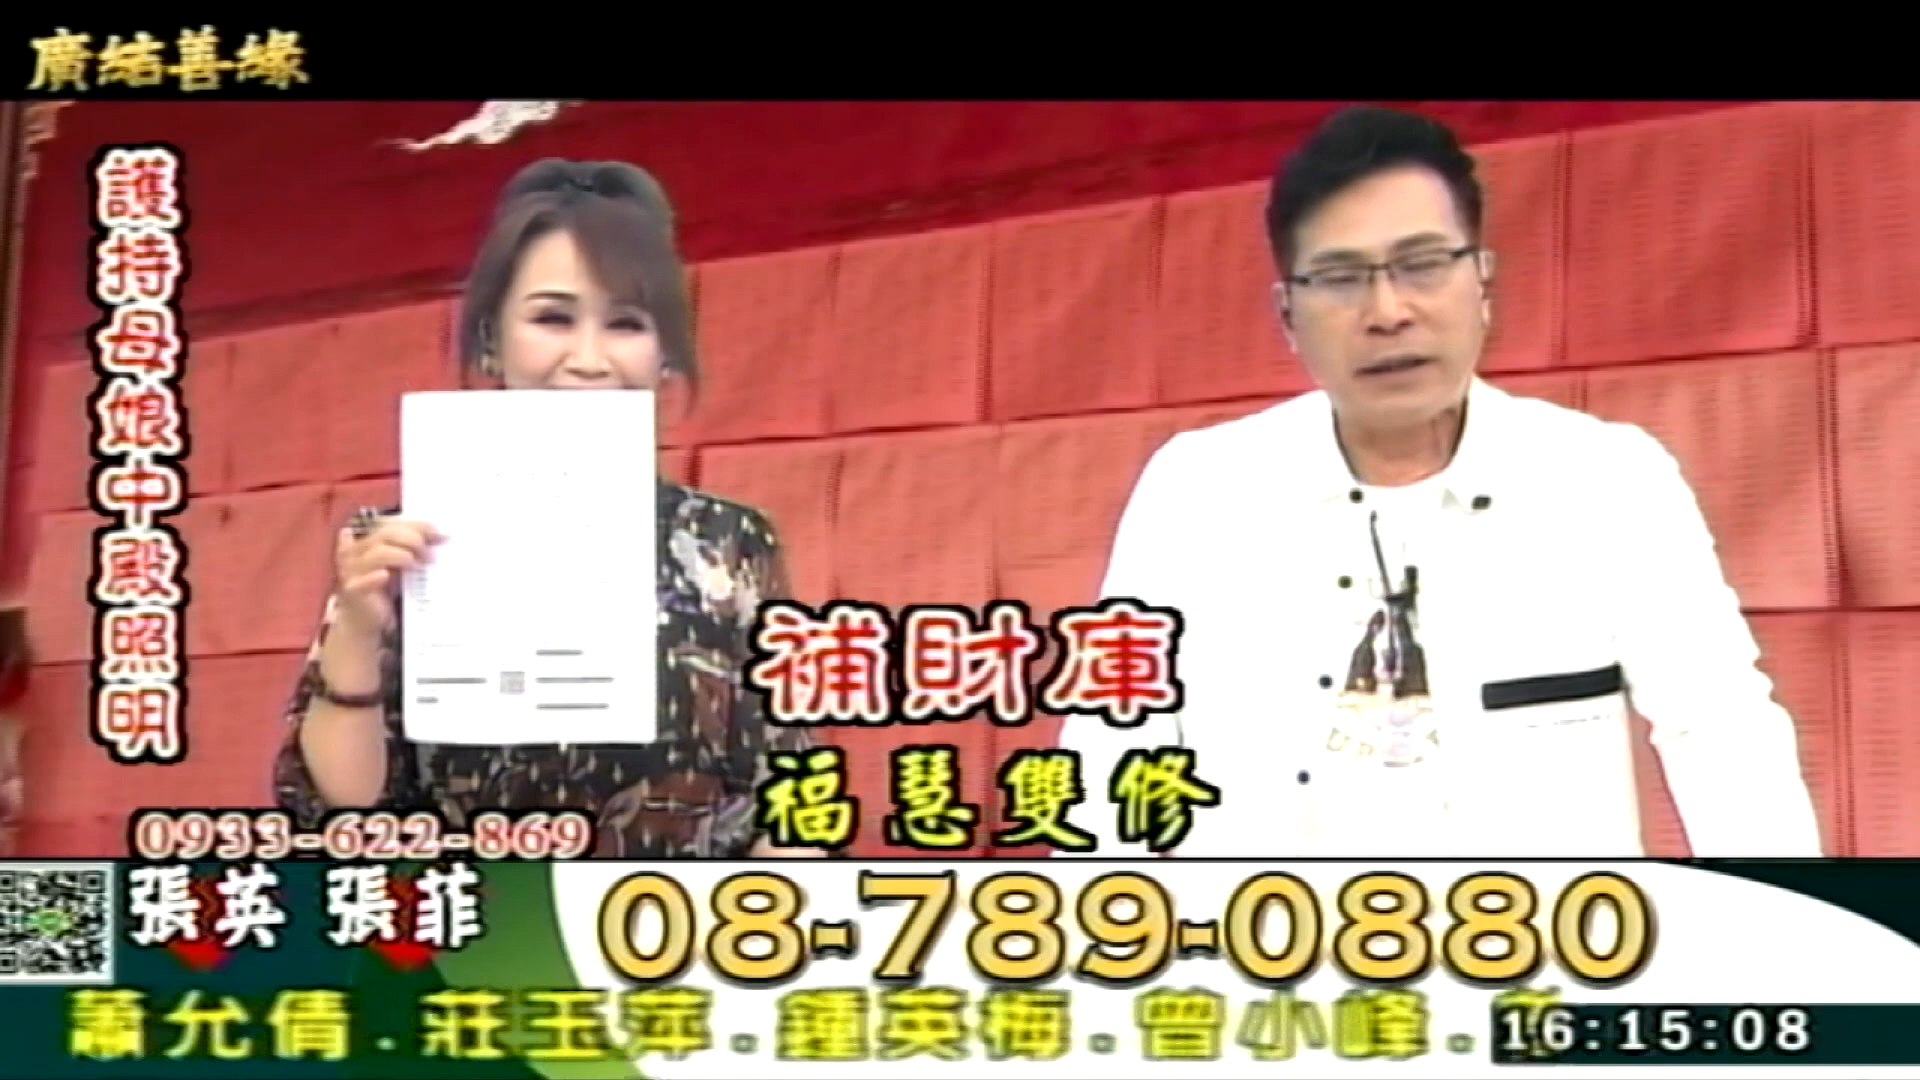 廣結善緣
護持母娘中殿照明
補財庫
福慧雙修
0933-622-869
張英 張菲
08-789-0880
蕭允倩.莊玉萍.鍾英梅.曾小峰.
16:15:08